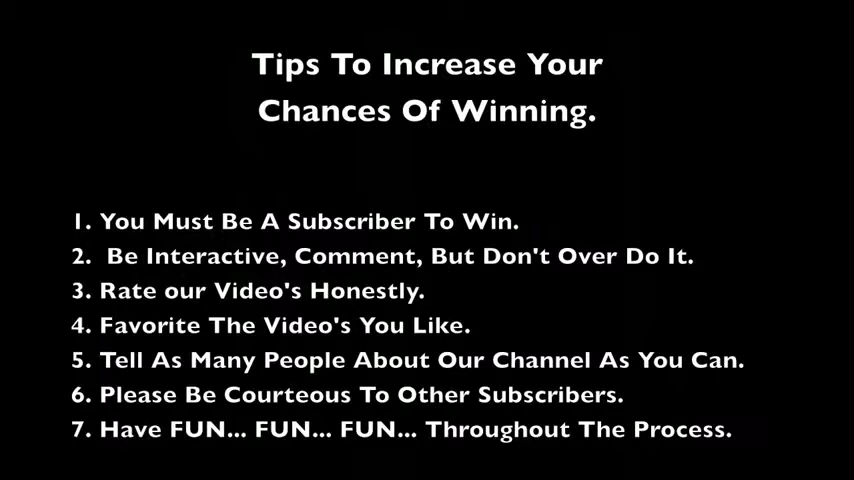 Tips To Increase Your
Chances Of Winning.
1. You Must Be A Subscriber To Win.
2. Be Interactive, Comment, But Don't Over Do It.
3. Rate our Video's Honestly.
4. Favorite The Video's You Like.
5. Tell As Many People About Our Channel As You Can.
6. Please Be Courteous To Other Subscribers.
7. Have FUN... FUN... FUN... Throughout The Process.